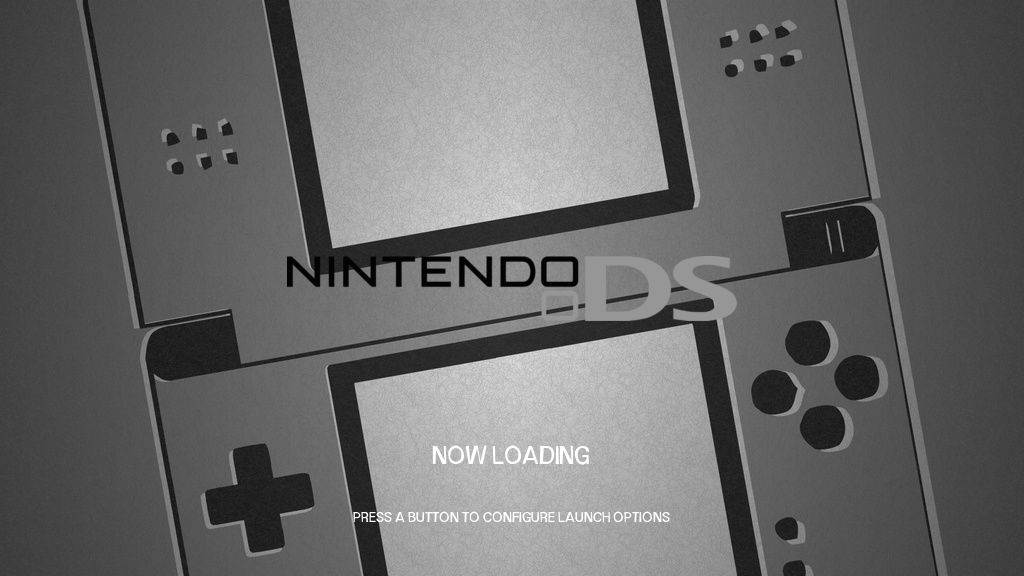 NINTENDO DS
NOW LOADING
PRESS A BUTTON TO CONFIGURE LAUNCH OPTIONS